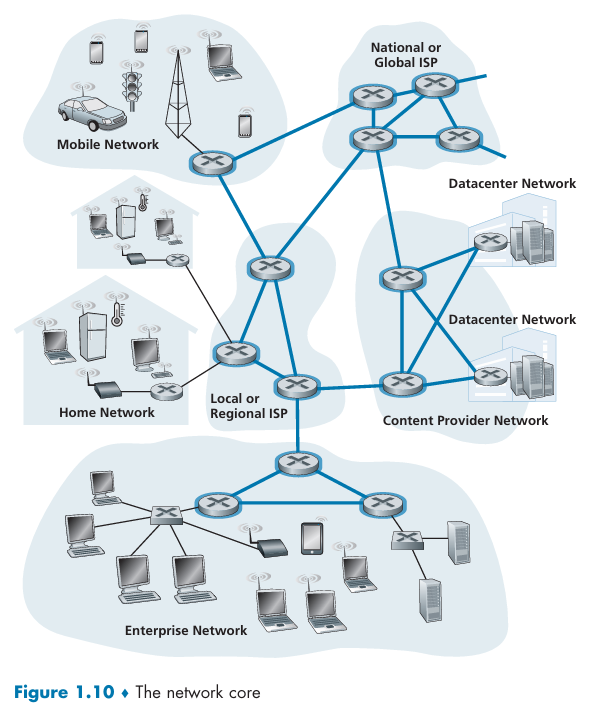 National or
Global ISP
Mobile Network
Datacenter Network
Datacenter Network
Home Network
Local or
Regional ISP
Content Provider Network
Enterprise Network
Figure 1.10 ♦ The network core